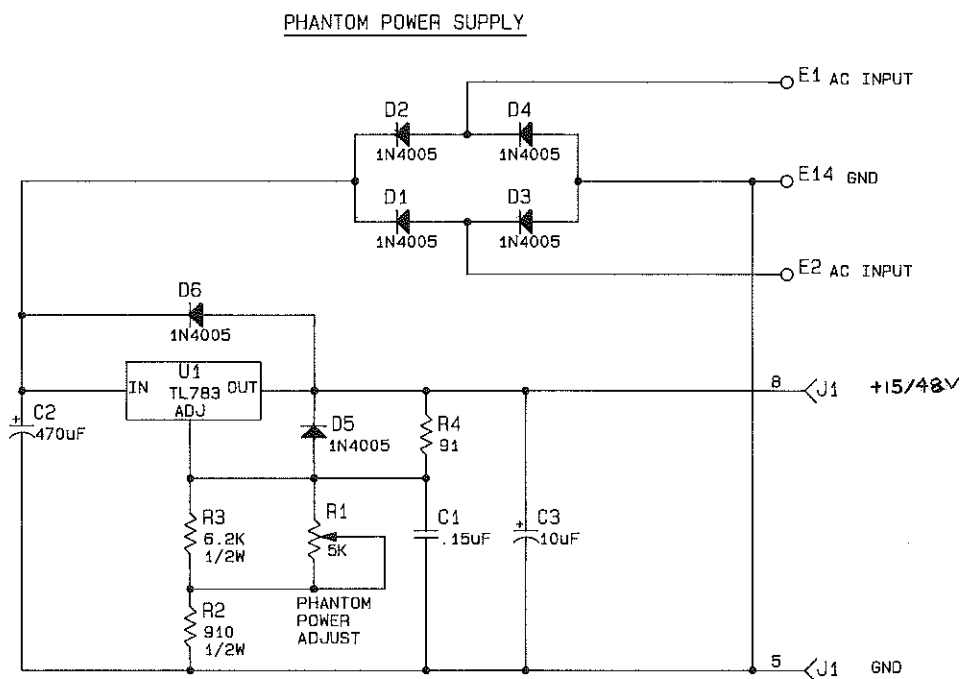 PHANTOM POWER SUPPLY
E1 AC INPUT
D2
D4
1N4005
1N4005
E14 GND
D1
D3
1N4005
1N4005
E2 AC INPUT
D6
1N4005
U1
IN
TL783
OUT
ADJ
8
J1
+15/48V
+
C2
470uF
D5
1N4005
R4
91
R3
6.2K
1/2W
R1
5K
C1
.15uF
+
C3
10uF
PHANTOM
POWER
ADJUST
R2
910
1/2W
5
J1
GND